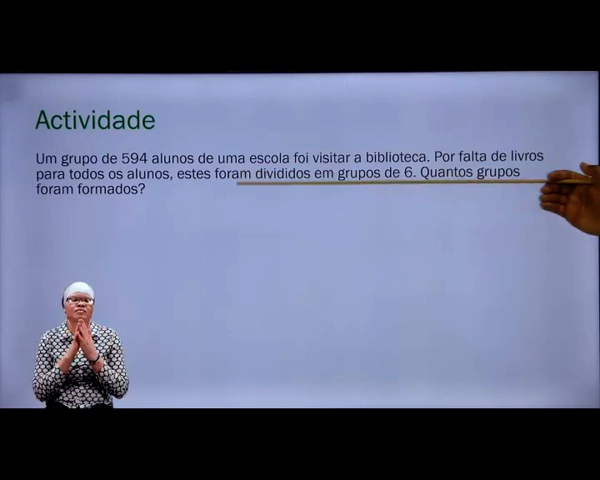 Actividade
Um grupo de 594 alunos de uma escola foi visitar a biblioteca. Por falta de livros
para todos os alunos, estes foram divididos em grupos de 6. Quantos grupos
foram formados?